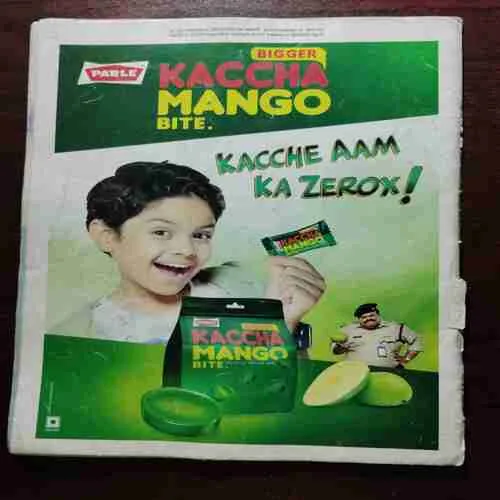 BIGGER
PARLE
KACCHA
MANGO
BITE.
KACCHE AAM
KA ZEROX!
KACCHA
MANGO
PARLE
BIGGER
KACCHA
MANGO
BITE